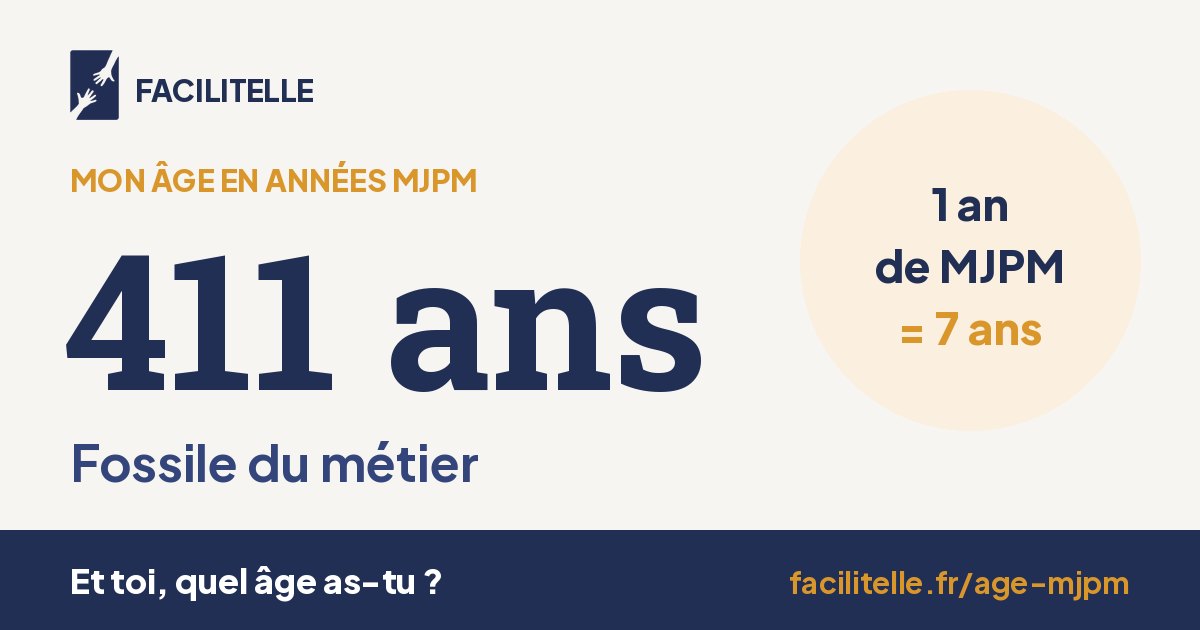 FACILITELLE
MON ÂGE EN ANNÉES MJPM
411 ans
Fossile du métier
1 an
de MJPM
= 7 ans
Et toi, quel âge as-tu ?
facilitelle.fr/age-mjpm